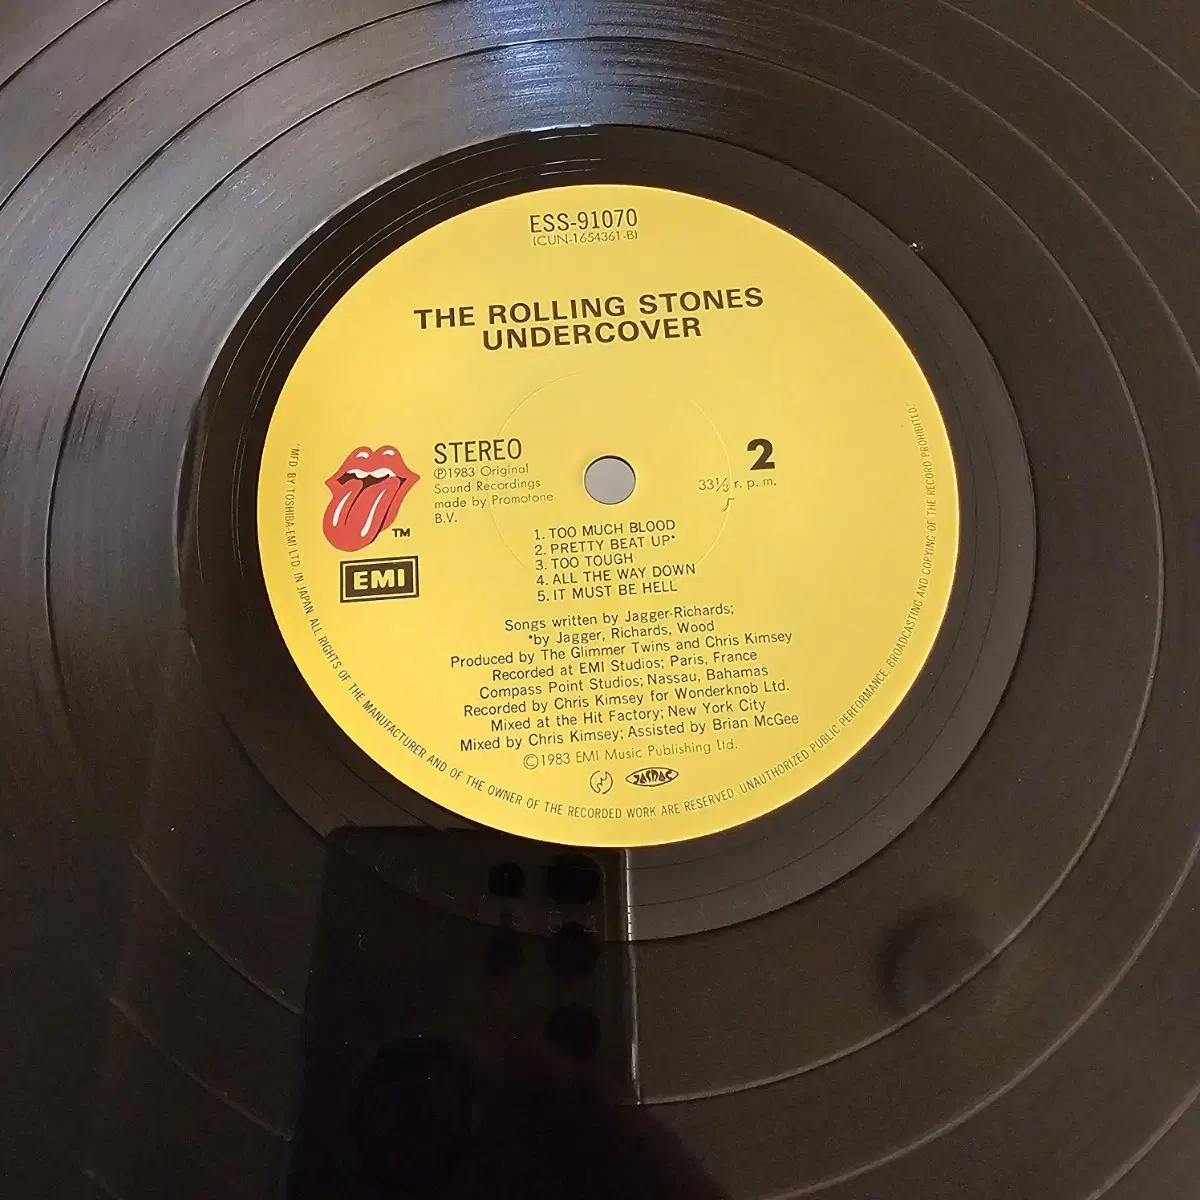 ESS-91070
(CUN-1654361-B)
THE ROLLING STONES
UNDERCOVER
STEREO
Ⓟ1983 Original
Sound Recordings
made by Promotone
B.V.
2
33⅓ r. p. m.
TM
EMI
1. TOO MUCH BLOOD
2. PRETTY BEAT UP*
3. TOO TOUGH
4. ALL THE WAY DOWN
5. IT MUST BE HELL
Songs written by Jagger-Richards;
*by Jagger, Richards, Wood
Produced by The Glimmer Twins and Chris Kimsey
Recorded at EMI Studios; Paris, France
Compass Point Studios; Nassau, Bahamas
Recorded by Chris Kimsey for Wonderknob Ltd.
Mixed at the Hit Factory; New York City
Mixed by Chris Kimsey; Assisted by Brian McGee
©1983 EMI Music Publishing Ltd.
JASRAC
"MFD. BY TOSHIBA-EMI LTD. IN JAPAN ALL RIGHTS OF THE MANUFACTURER AND OF THE OWNER OF THE RECORDED WORK ARE RESERVED. UNAUTHORIZED PUBLIC PERFORMANCE, BROADCASTING AND COPYING OF THE RECORD PROHIBITED."